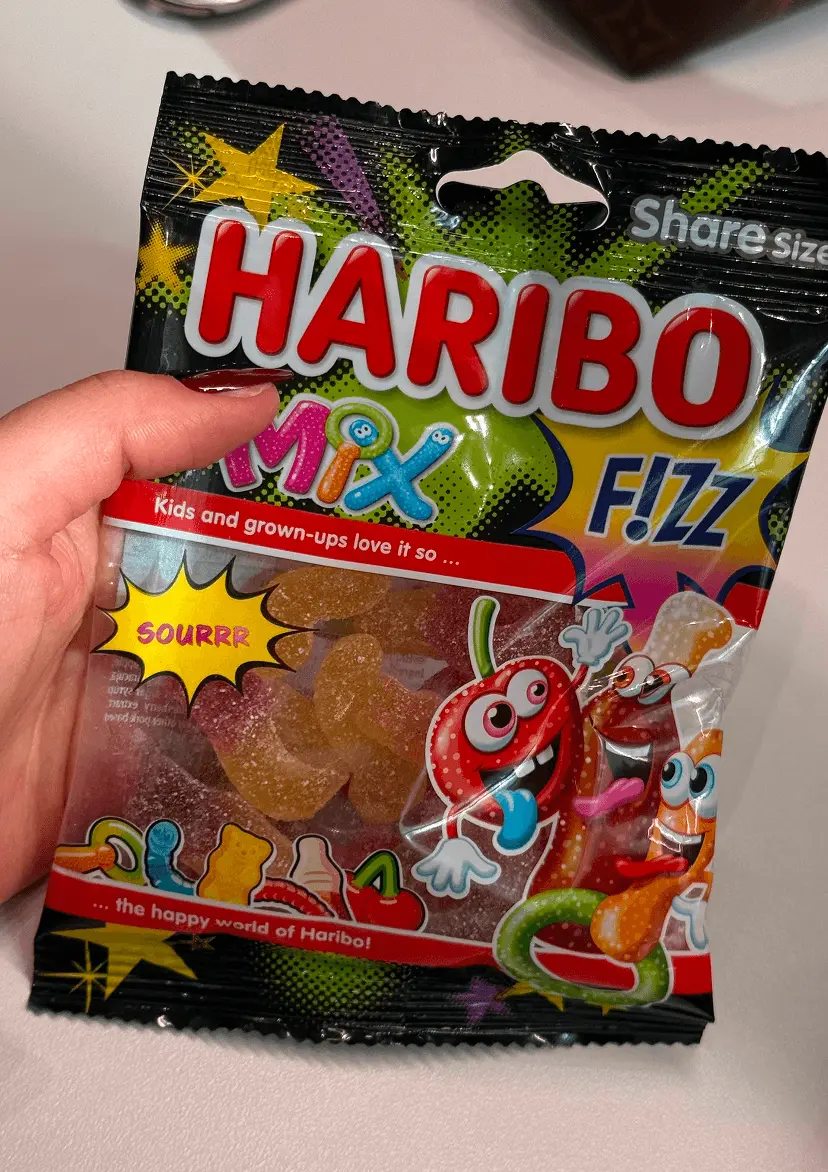 Share size
HARIBO
MiX
F!ZZ
Kids and grown-ups love it so ...
SOURRR
... the happy world of Haribo!